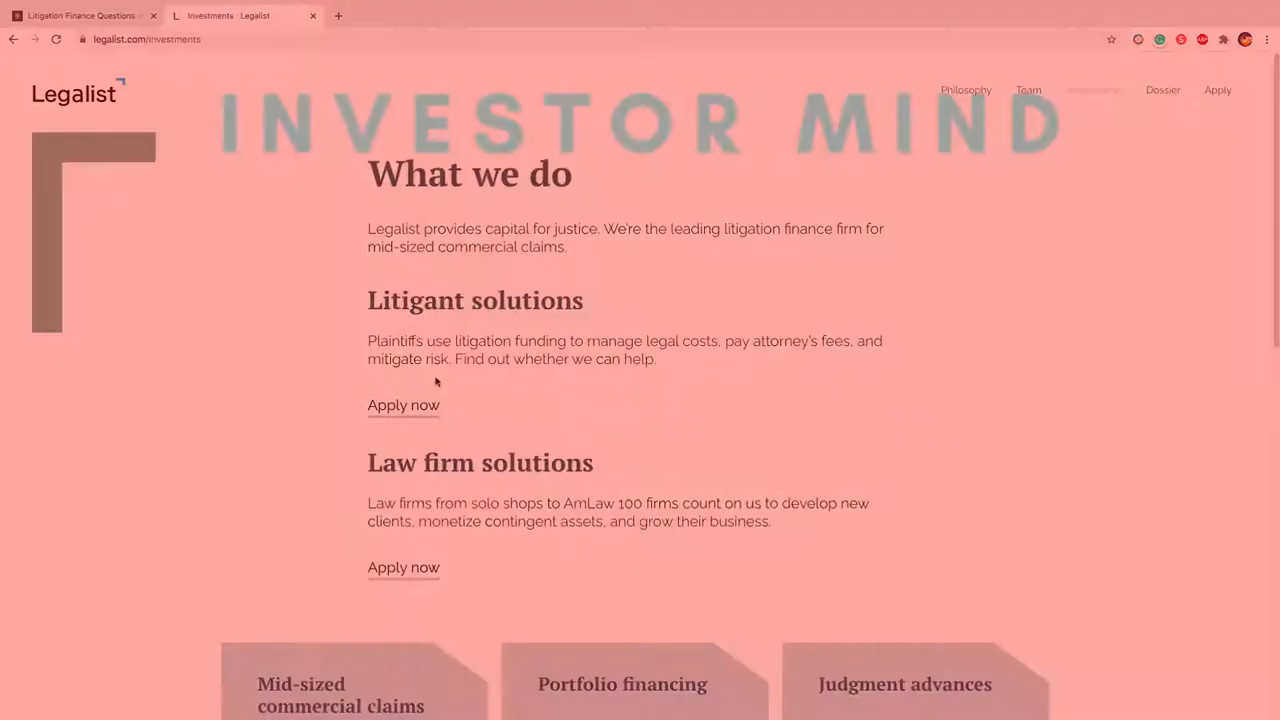 Litigation Finance Questions
Investments Legalist
legalist.com/investments
Legalist
Philosophy
Team
Dossier
Apply
INVESTOR MIND
What we do
Legalist provides capital for justice. We're the leading litigation finance firm for
mid-sized commercial claims.
Litigant solutions
Plaintiffs use litigation funding to manage legal costs, pay attorney's fees, and
mitigate risk. Find out whether we can help.
Apply now
Law firm solutions
Law firms from solo shops to AmLaw 100 firms count on us to develop new
clients, monetize contingent assets, and grow their business.
Apply now
Mid-sized
commercial claims
Portfolio financing
Judgment advances